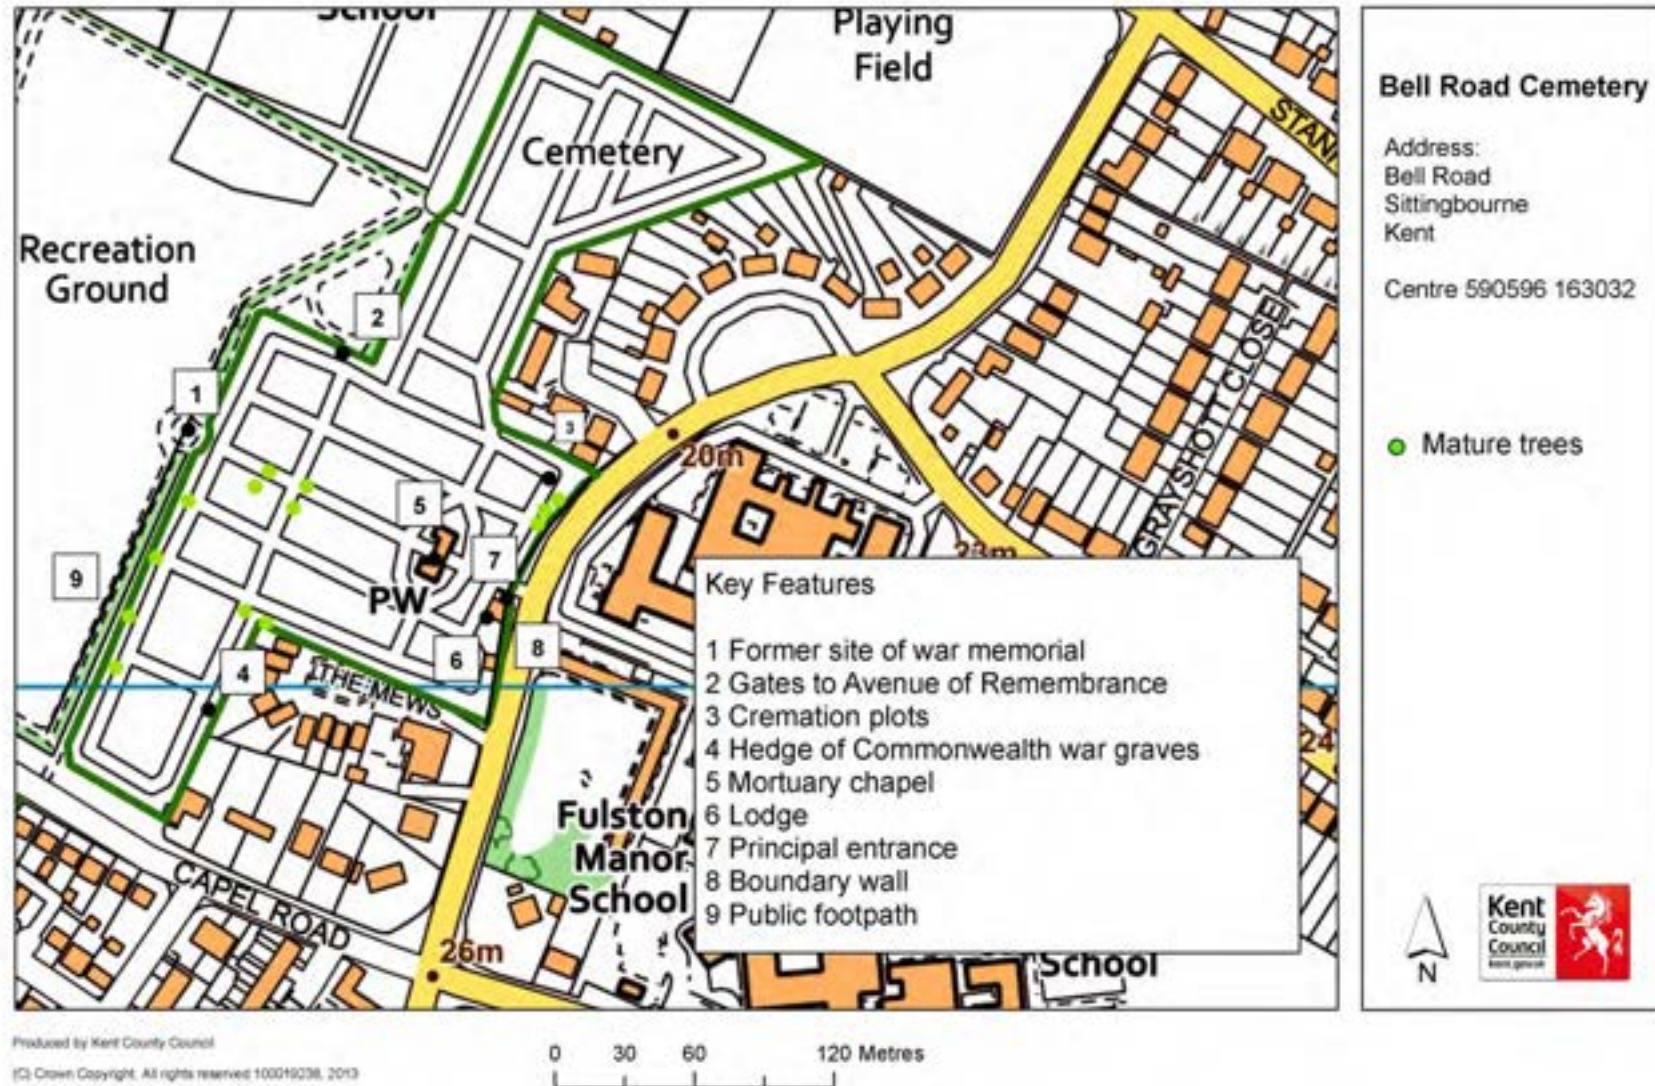 School
Playing
Field
Cemetery
STANN
Recreation
Ground
2
1
3
20m
5
GRAYSHOTT CLOSE
7
23m
9
PW
6
8
4
THE MEWS
24
Fulston
Manor
School
CAPEL ROAD
26m
School
Key Features
1 Former site of war memorial
2 Gates to Avenue of Remembrance
3 Cremation plots
4 Hedge of Commonwealth war graves
5 Mortuary chapel
6 Lodge
7 Principal entrance
8 Boundary wall
9 Public footpath
Bell Road Cemetery
Address:
Bell Road
Sittingbourne
Kent
Centre 590596 163032
Mature trees
N
Kent
County
Council
kent.gov.uk
Produced by Kent County Council
(C) Crown Copyright. All rights reserved 100019238, 2013
0 30 60 120 Metres